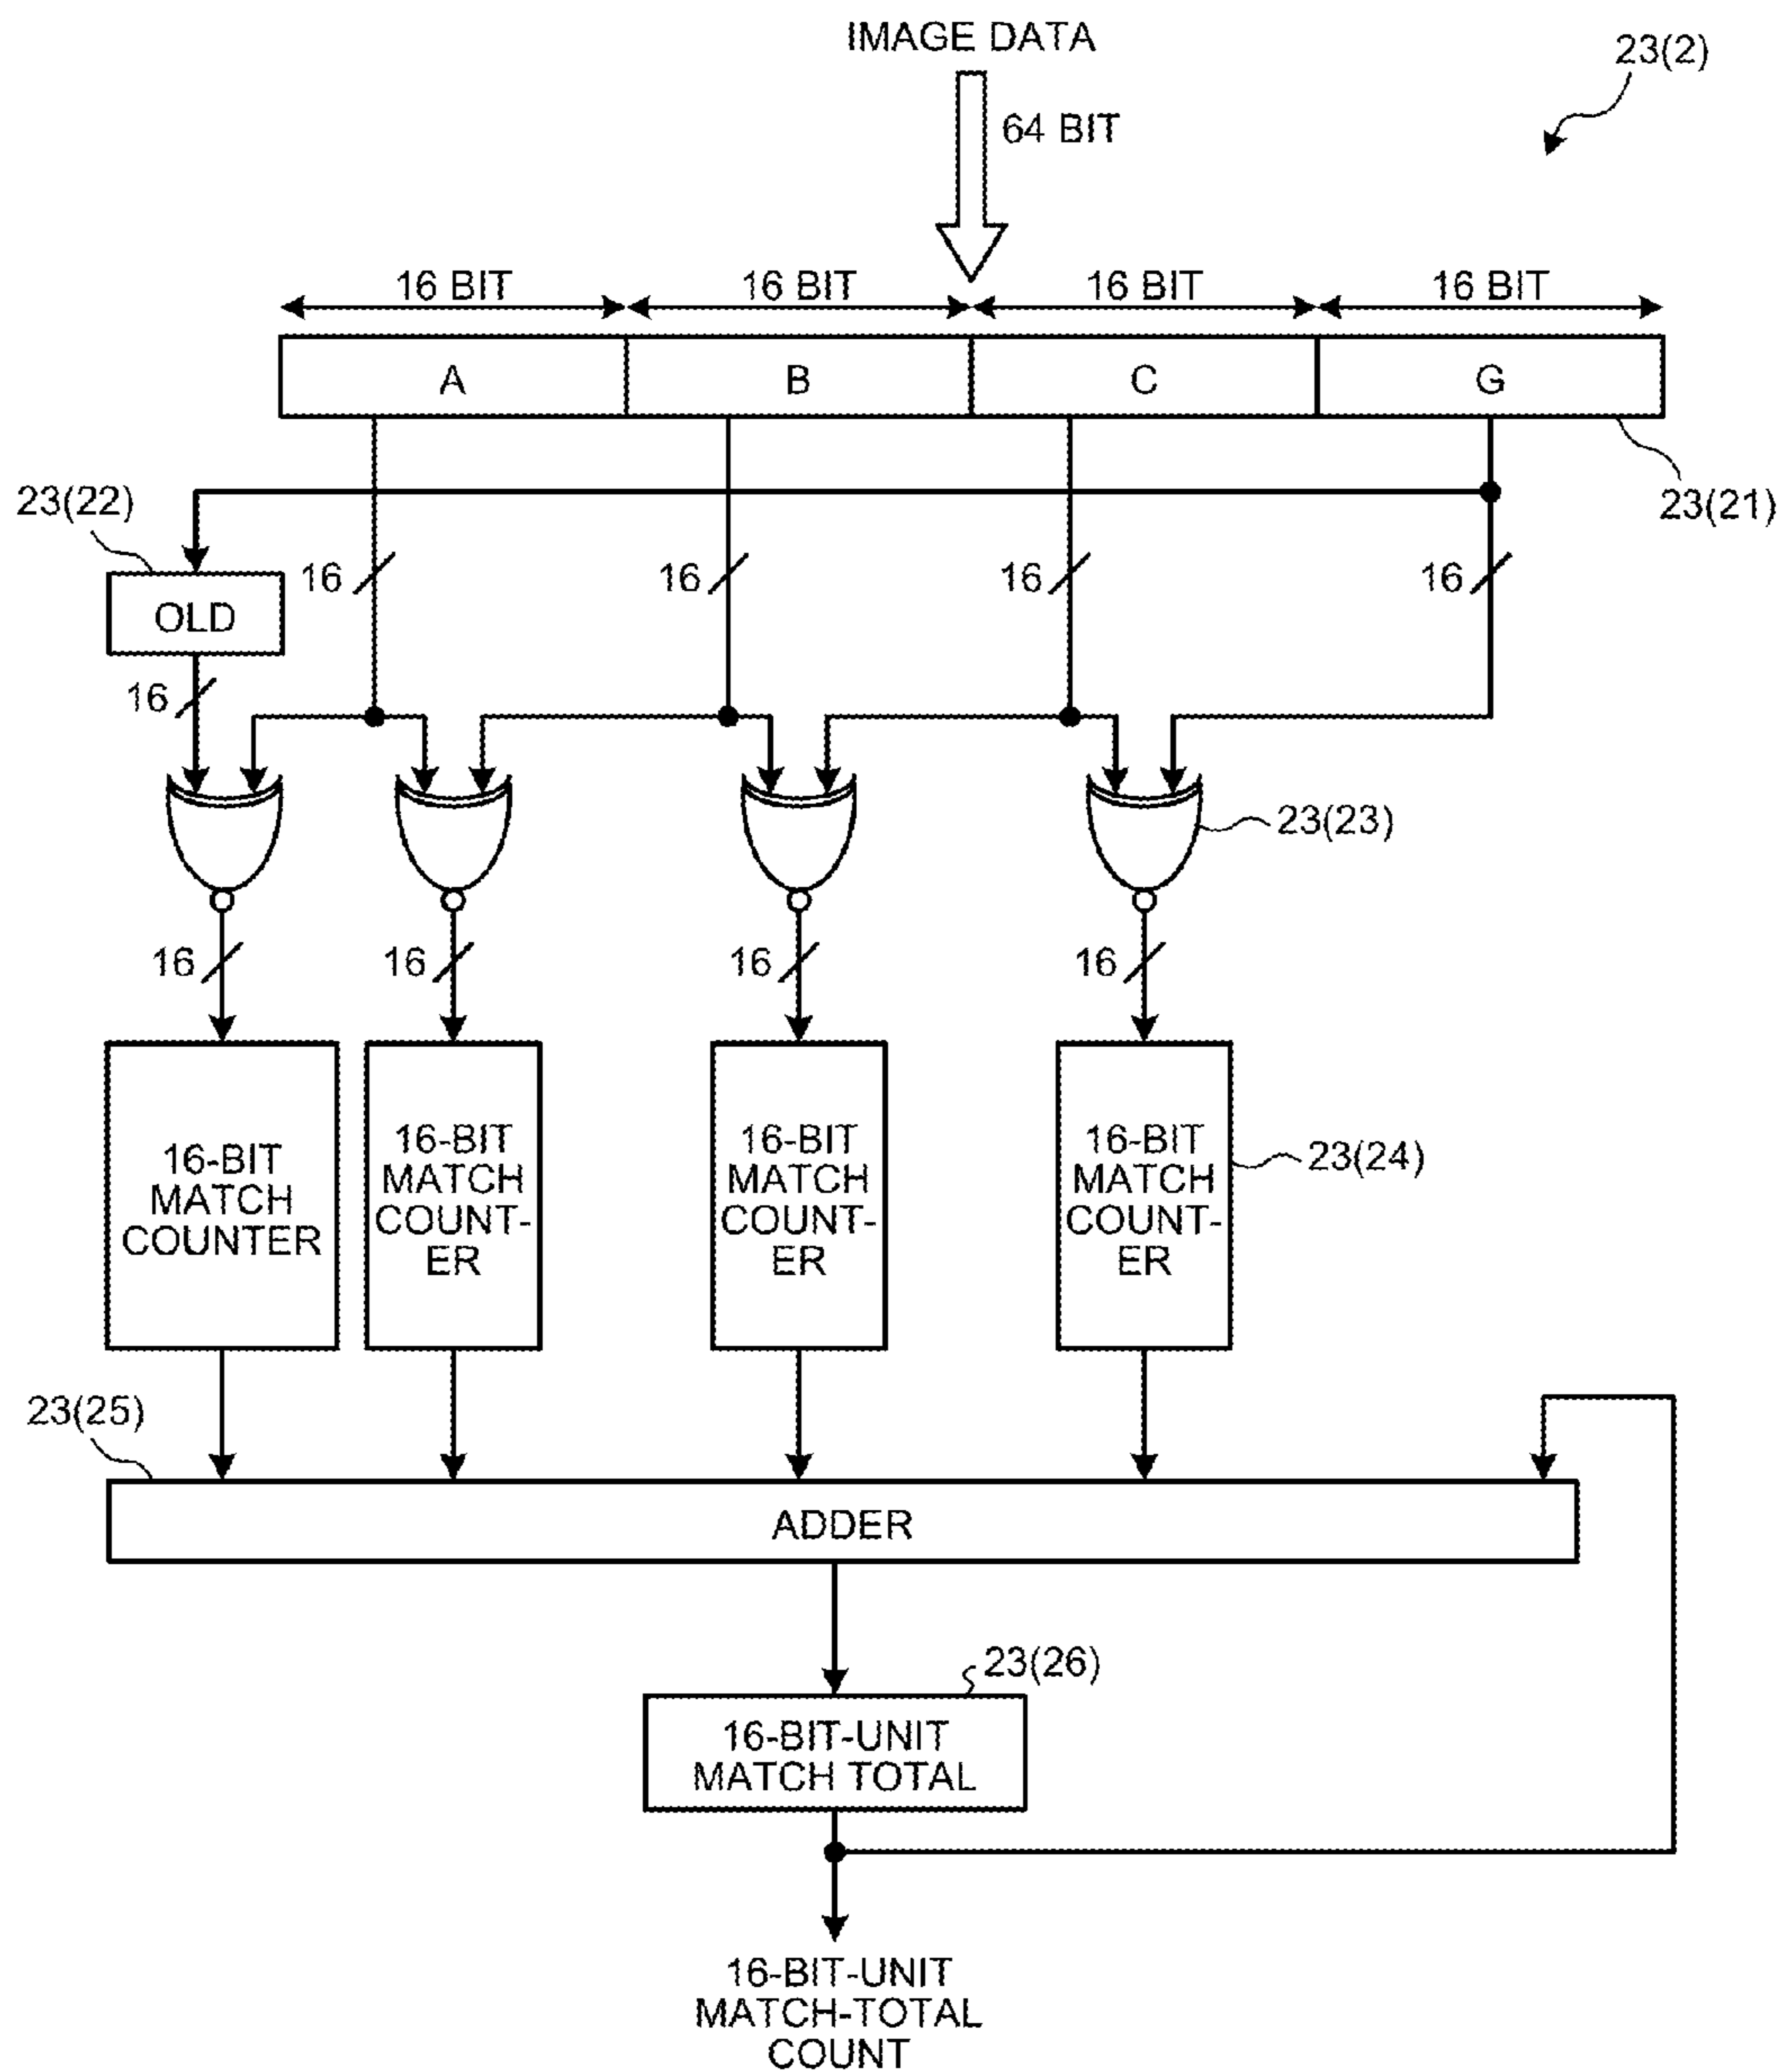 IMAGE DATA
23(2)
64 BIT
16 BIT
16 BIT
16 BIT
16 BIT
A
B
C
G
23(22)
23(21)
16
16
16
16
OLD
16
23(23)
16
16
16
16
16-BIT
MATCH
COUNTER
16-BIT
MATCH
COUNT-
ER
16-BIT
MATCH
COUNT-
ER
16-BIT
MATCH
COUNT-
ER
23(24)
23(25)
ADDER
23(26)
16-BIT-UNIT
MATCH TOTAL
16-BIT-UNIT
MATCH-TOTAL
COUNT